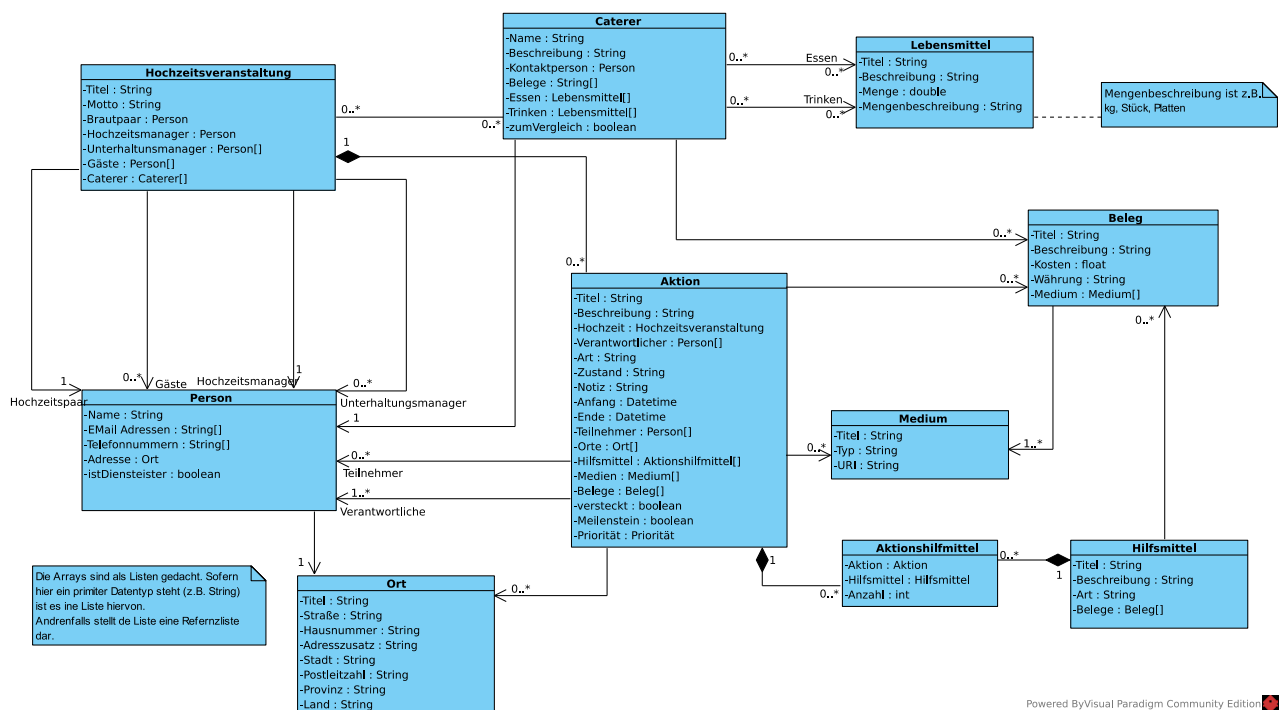 Caterer
-Name : String
-Beschreibung : String
-Kontaktperson : Person
-Belege : String[]
-Essen : Lebensmittel[]
-Trinken : Lebensmittel[]
-zumVergleich : boolean
0..*
Essen
0..*
0..*
Trinken
0..*
Lebensmittel
-Titel : String
-Beschreibung : String
-Menge : double
-Mengenbeschreibung : String
Mengenbeschreibung ist z.B.
kg, Stück, Platten
Hochzeitsveranstaltung
-Titel : String
-Motto : String
-Brautpaar : Person
-Hochzeitsmanager : Person
-Unterhaltunsmanager : Person[]
-Gäste : Person[]
-Caterer : Caterer[]
0..*
0..*
1
0..*
Beleg
-Titel : String
-Beschreibung : String
-Kosten : float
-Währung : String
-Medium : Medium[]
0..*
0..*
0..*
Aktion
-Titel : String
-Beschreibung : String
-Hochzeit : Hochzeitsveranstaltung
-Verantwortlicher : Person[]
-Art : String
-Zustand : String
-Notiz : String
-Anfang : Datetime
-Ende : Datetime
-Teilnehmer : Person[]
-Orte : Ort[]
-Hilfsmittel : Aktionshilfmittel[]
-Medien : Medium[]
-Belege : Beleg[]
-versteckt : boolean
-Meilenstein : boolean
-Priorität : Priorität
1
Hochzeitspaar
0..*
Gäste
1
Hochzeitsmanager
0..*
Unterhaltungsmanager
1
0..*
Teilnehmer
1..*
Verantwortliche
Person
-Name : String
-EMail Adressen : String[]
-Telefonnummern : String[]
-Adresse : Ort
-istDiensteister : boolean
Medium
-Titel : String
-Typ : String
-URI : String
0..*
1..*
1
0..*
Aktionshilfmittel
-Aktion : Aktion
-Hilfsmittel : Hilfsmittel
-Anzahl : int
0..*
1
Hilfsmittel
-Titel : String
-Beschreibung : String
-Art : String
-Belege : Beleg[]
1
0..*
Ort
-Titel : String
-Straße : String
-Hausnummer : String
-Adresszusatz : String
-Stadt : String
-Postleitzahl : String
-Provinz : String
-Land : String
Die Arrays sind als Listen gedacht. Sofern
hier ein primiter Datentyp steht (z.B. String)
ist es ine Liste hiervon.
Andrenfalls stellt de Liste eine Refernzliste
dar.
Powered ByVisual Paradigm Community Edition